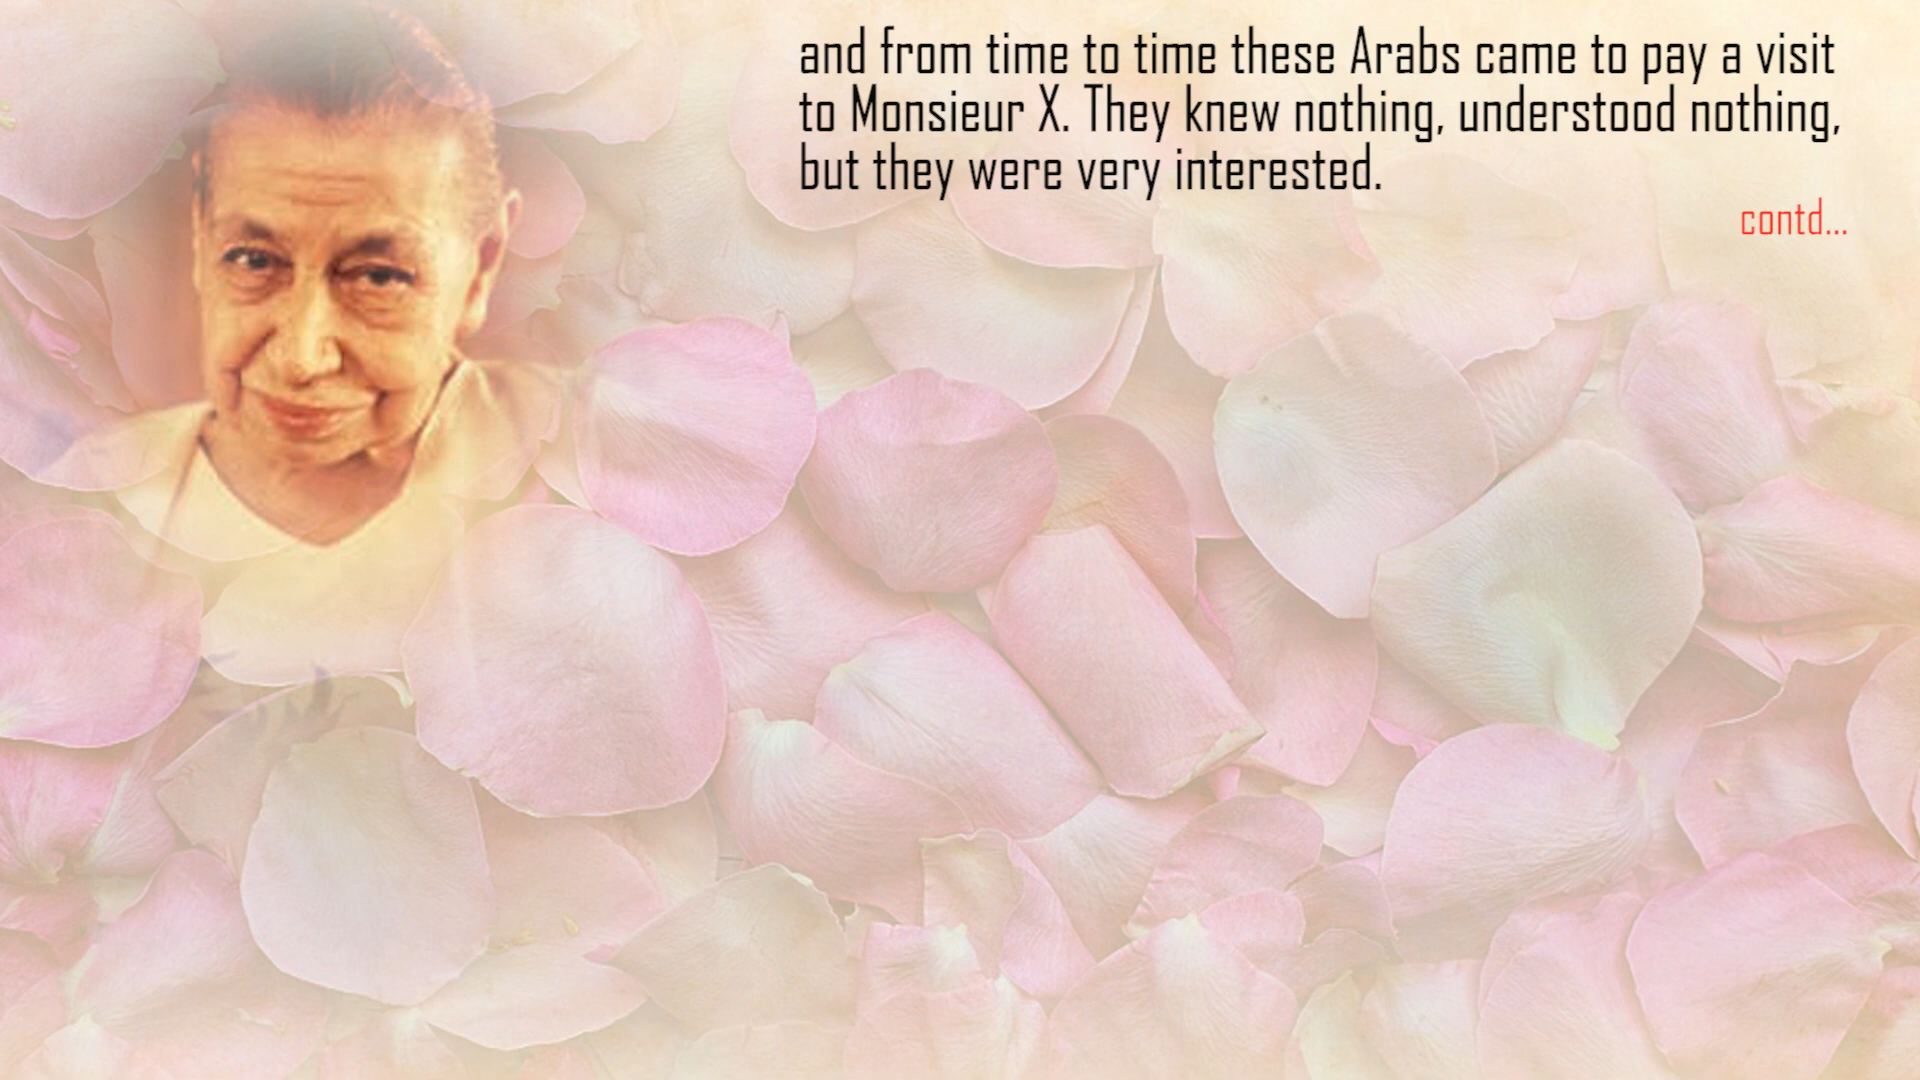 and from time to time these Arabs came to pay a visit
to Monsieur X. They knew nothing, understood nothing,
but they were very interested.
contd...